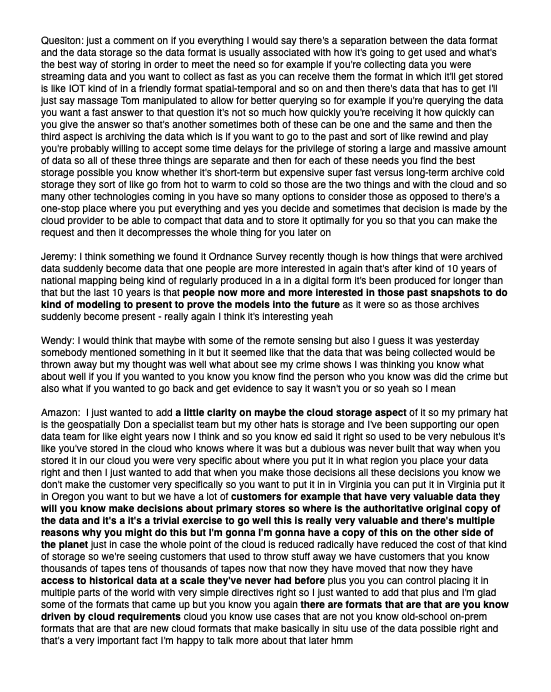 Quesiton: just a comment on if you everything I would say there's a separation between the data format
and the data storage so the data format is usually associated with how it's going to get used and what's
the best way of storing in order to meet the need so for example if you're collecting data you were
streaming data and you want to collect as fast as you can receive them the format in which it'll get stored
is like IOT kind of in a friendly format spatial-temporal and so on and then there's data that has to get I'll
just say massage Tom manipulated to allow for better querying so for example if you're querying the data
you want a fast answer to that question it's not so much how quickly you're receiving it how quickly can
you give the answer so that's another sometimes both of these can be one and the same and then the
third aspect is archiving the data which is if you want to go to the past and sort of like rewind and play
you're probably willing to accept some time delays for the privilege of storing a large and massive amount
of data so all of these three things are separate and then for each of these needs you find the best
storage possible you know whether it's short-term but expensive super fast versus long-term archive cold
storage they sort of like go from hot to warm to cold so those are the two things and with the cloud and so
many other technologies coming in you have so many options to consider those as opposed to there's a
one-stop place where you put everything and yes you decide and sometimes that decision is made by the
cloud provider to be able to compact that data and to store it optimally for you so that you can make the
request and then it decompresses the whole thing for you later on
Jeremy: I think something we found it Ordnance Survey recently though is how things that were archived
data suddenly become data that one people are more interested in again that's after kind of 10 years of
national mapping being kind of regularly produced in a in a digital form it's been produced for longer than
that but the last 10 years is that people now more and more interested in those past snapshots to do
kind of modeling to present to prove the models into the future as it were so as those archives
suddenly become present - really again I think it's interesting yeah
Wendy: I would think that maybe with some of the remote sensing but also I guess it was yesterday
somebody mentioned something in it but it seemed like that the data that was being collected would be
thrown away but my thought was well what about see my crime shows I was thinking you know what
about well if you if you wanted to you know you know find the person who you know was did the crime but
also what if you wanted to go back and get evidence to say it wasn't you or so yeah so I mean
Amazon:  I just wanted to add a little clarity on maybe the cloud storage aspect of it so my primary hat
is the geospatially Don a specialist team but my other hats is storage and I've been supporting our open
data team for like eight years now I think and so you know ed said it right so used to be very nebulous it's
like you've stored in the cloud who knows where it was but a dubious was never built that way when you
stored it in our cloud you were very specific about where you put it in what region you place your data
right and then I just wanted to add that when you make those decisions all these decisions you know we
don't make the customer very specifically so you want to put it in in Virginia you can put it in Virginia put it
in Oregon you want to but we have a lot of customers for example that have very valuable data they
will you know make decisions about primary stores so where is the authoritative original copy of
the data and it's a it's a trivial exercise to go well this is really very valuable and there's multiple
reasons why you might do this but I'm gonna I'm gonna have a copy of this on the other side of
the planet just in case the whole point of the cloud is reduced radically have reduced the cost of that kind
of storage so we're seeing customers that used to throw stuff away we have customers that you know
thousands of tapes tens of thousands of tapes now that now they have moved that now they have
access to historical data at a scale they've never had before plus you you can control placing it in
multiple parts of the world with very simple directives right so I just wanted to add that plus and I'm glad
some of the formats that came up but you know you again there are formats that are that are you know
driven by cloud requirements cloud you know use cases that are not you know old-school on-prem
formats that are that are new cloud formats that make basically in situ use of the data possible right and
that's a very important fact I'm happy to talk more about that later hmm